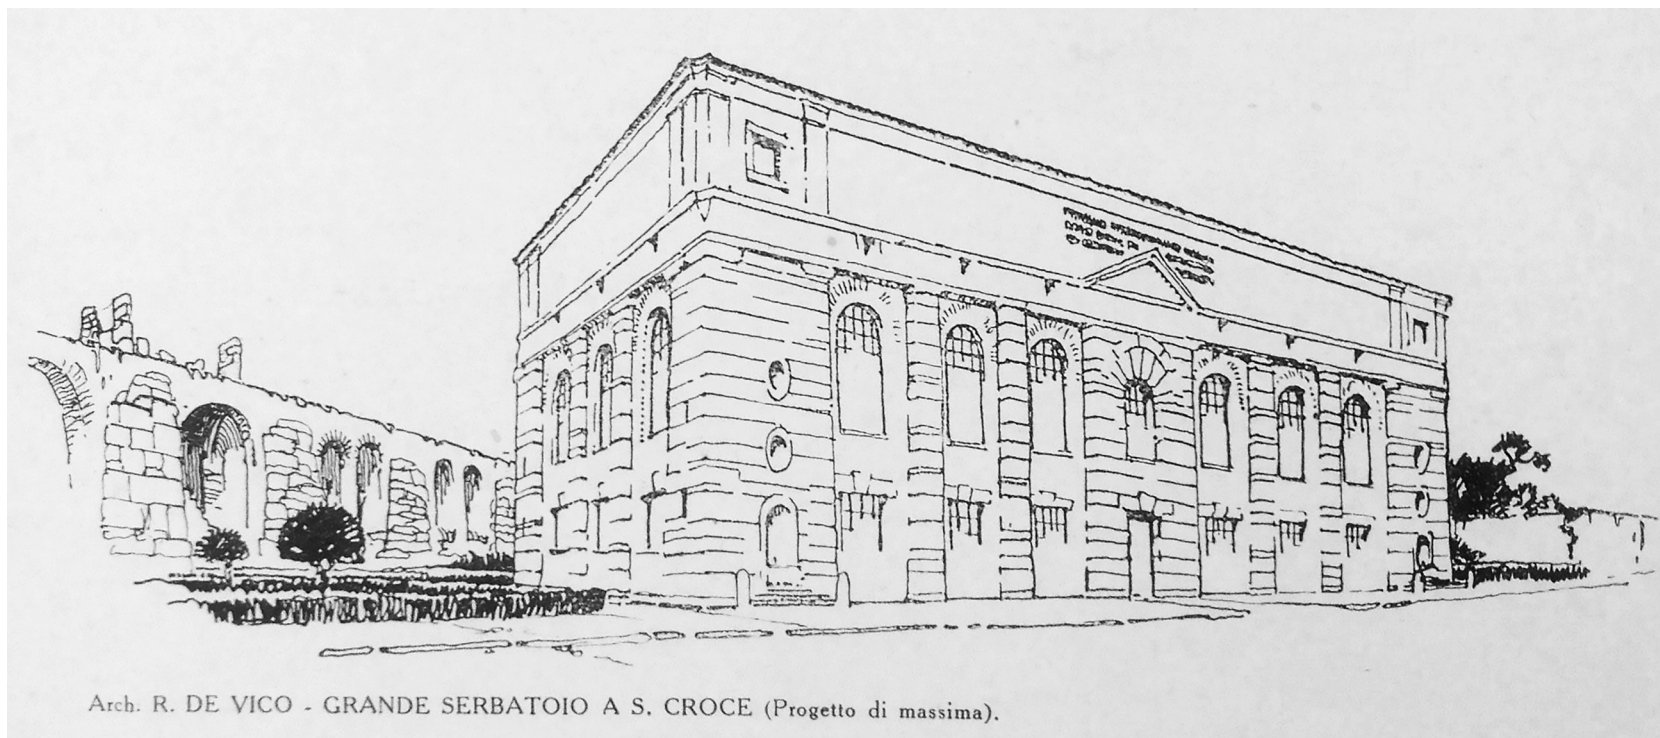 Arch. R. DE VICO - GRANDE SERBATOIO A S. CROCE (Progetto di massima).